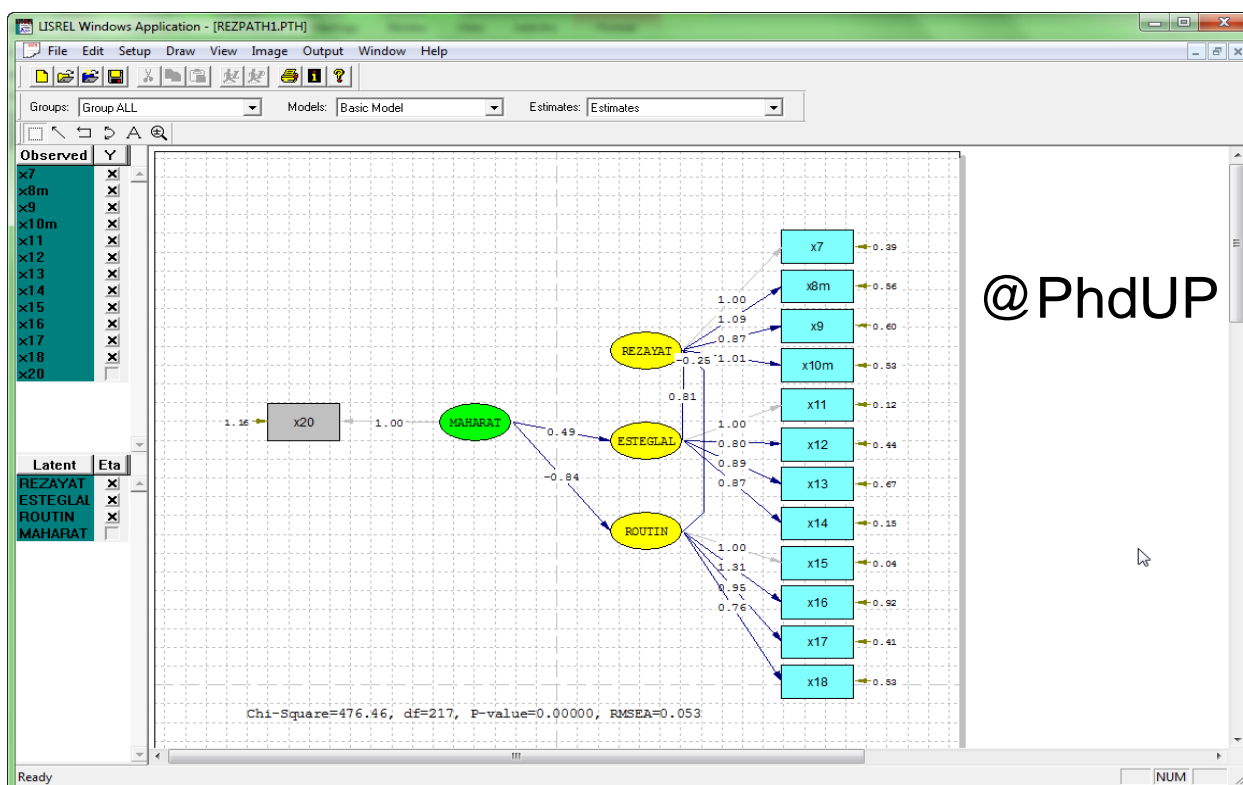 LISREL Windows Application - [REZPATH1.PTH]
File Edit Setup Draw View Image Output Window Help
Groups: Group ALL Models: Basic Model Estimates: Estimates
Observed Y
x7
x8m
x9
x10m
x11
x12
x13
x14
x15
x16
x17
x18
x20
Latent Eta
REZAYAT
ESTEGLAL
ROUTIN
MAHARAT
1.16 x20 1.00 MAHARAT
0.49
-0.84
REZAYAT
ESTEGLAL
ROUTIN
-0.25
0.81
1.00
1.09
0.87
1.01
1.00
0.80
0.89
0.87
1.00
1.31
0.95
0.76
x7 0.39
x8m 0.56
x9 0.60
x10m 0.53
x11 0.12
x12 0.44
x13 0.67
x14 0.15
x15 0.04
x16 0.92
x17 0.41
x18 0.53
@PhdUP
Chi-Square=476.46, df=217, P-value=0.00000, RMSEA=0.053
Ready NUM